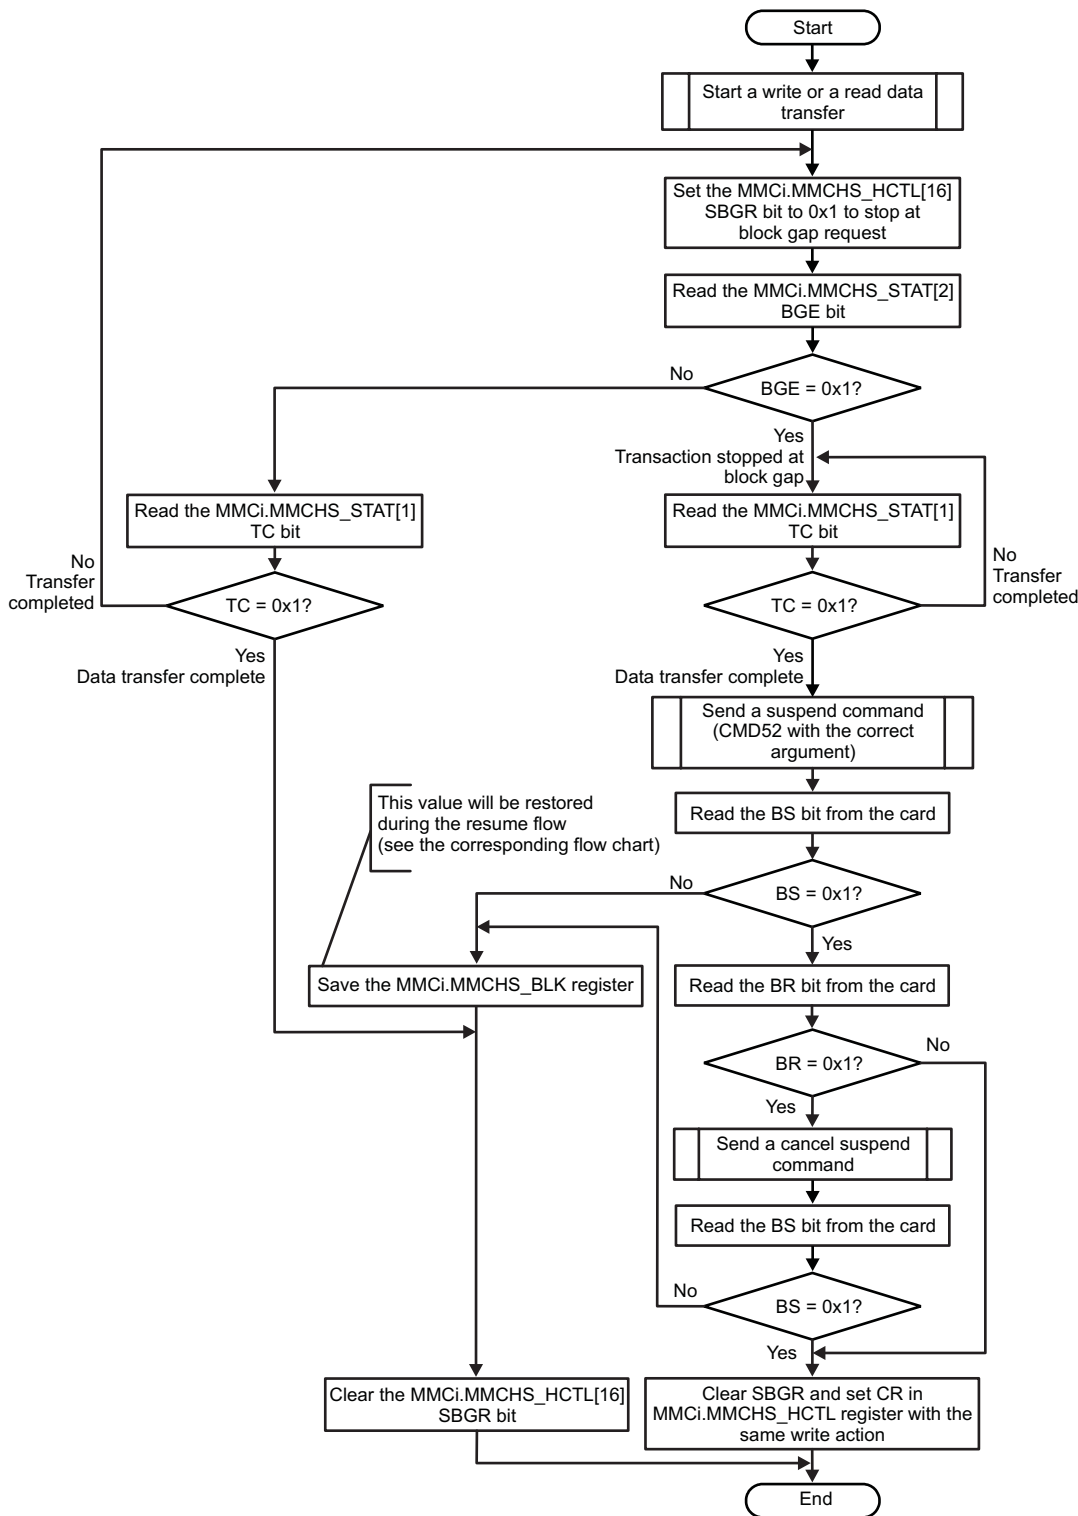 Start
Start a write or a read data
transfer
Set the MMCi.MMCHS_HCTL[16]
SBGR bit to 0x1 to stop at
block gap request
Read the MMCi.MMCHS_STAT[2]
BGE bit
No
BGE = 0x1?
Yes
Transaction stopped at
block gap
Read the MMCi.MMCHS_STAT[1]
TC bit
Read the MMCi.MMCHS_STAT[1]
TC bit
No
Transfer
completed
TC = 0x1?
TC = 0x1?
No
Transfer
completed
Yes
Data transfer complete
Yes
Data transfer complete
Send a suspend command
(CMD52 with the correct
argument)
This value will be restored
during the resume flow
(see the corresponding flow chart)
Read the BS bit from the card
No
BS = 0x1?
Yes
Save the MMCi.MMCHS_BLK register
Read the BR bit from the card
BR = 0x1?
No
Yes
Send a cancel suspend
command
Read the BS bit from the card
No
BS = 0x1?
Yes
Clear the MMCi.MMCHS_HCTL[16]
SBGR bit
Clear SBGR and set CR in
MMCi.MMCHS_HCTL register with the
same write action
End